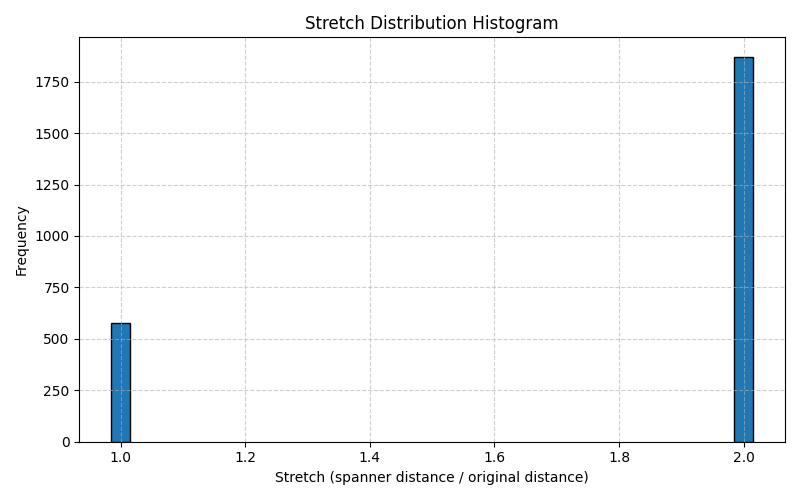 Stretch Distribution Histogram
1750
1500
1250
1000
750
500
250
0
Frequency
1.0 1.2 1.4 1.6 1.8 2.0
Stretch (spanner distance / original distance)